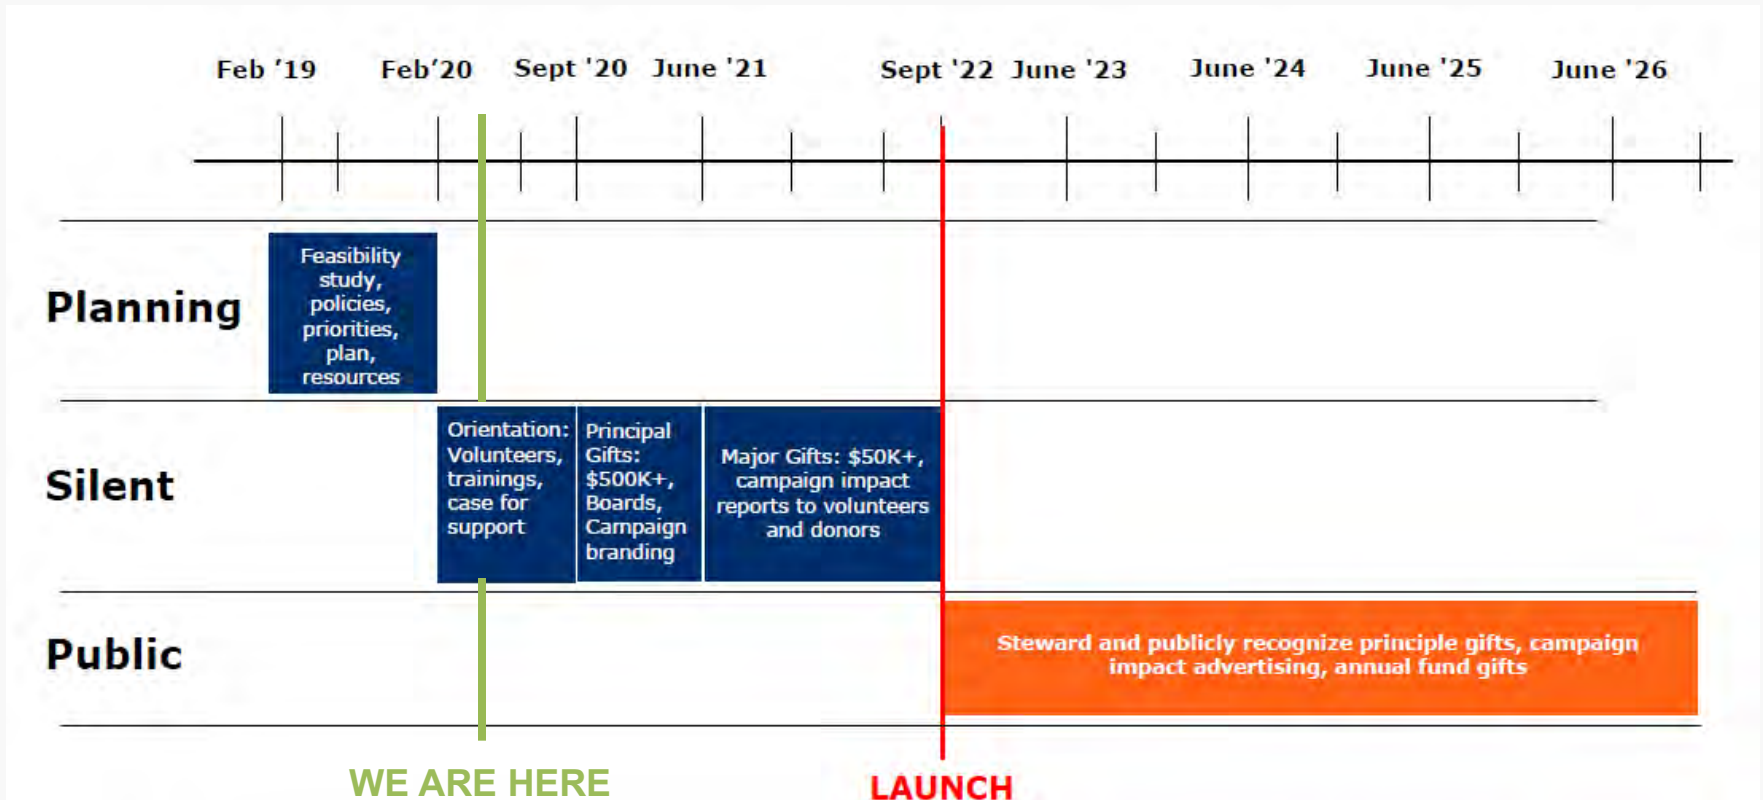 Feb '19
Feb'20
Sept '20
June '21
Sept '22
June '23
June '24
June '25
June '26
Planning
Feasibility
study,
policies,
priorities,
plan,
resources
Silent
Orientation:
Volunteers,
trainings,
case for
support
Principal
Gifts:
$500K+,
Boards,
Campaign
branding
Major Gifts: $50K+,
campaign impact
reports to volunteers
and donors
Public
Steward and publicly recognize principle gifts, campaign
impact advertising, annual fund gifts
WE ARE HERE
LAUNCH